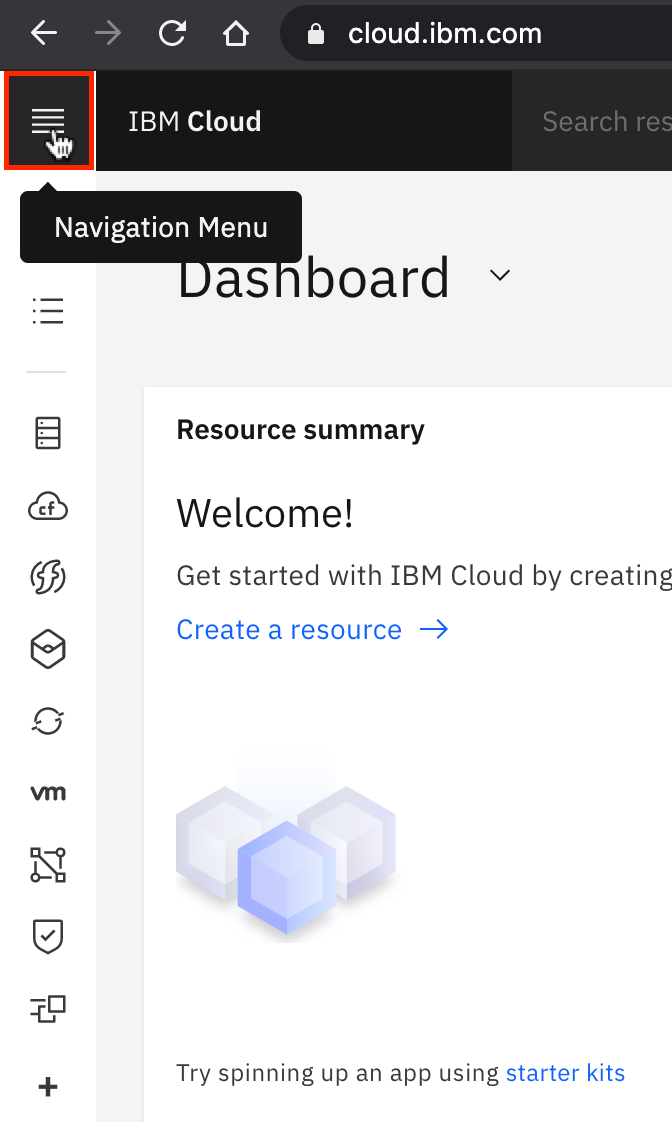 cloud.ibm.com
IBM Cloud
Search res
Navigation Menu
Dashboard
Resource summary
cf
Welcome!
Get started with IBM Cloud by creating
Create a resource →
vm
Try spinning up an app using starter kits